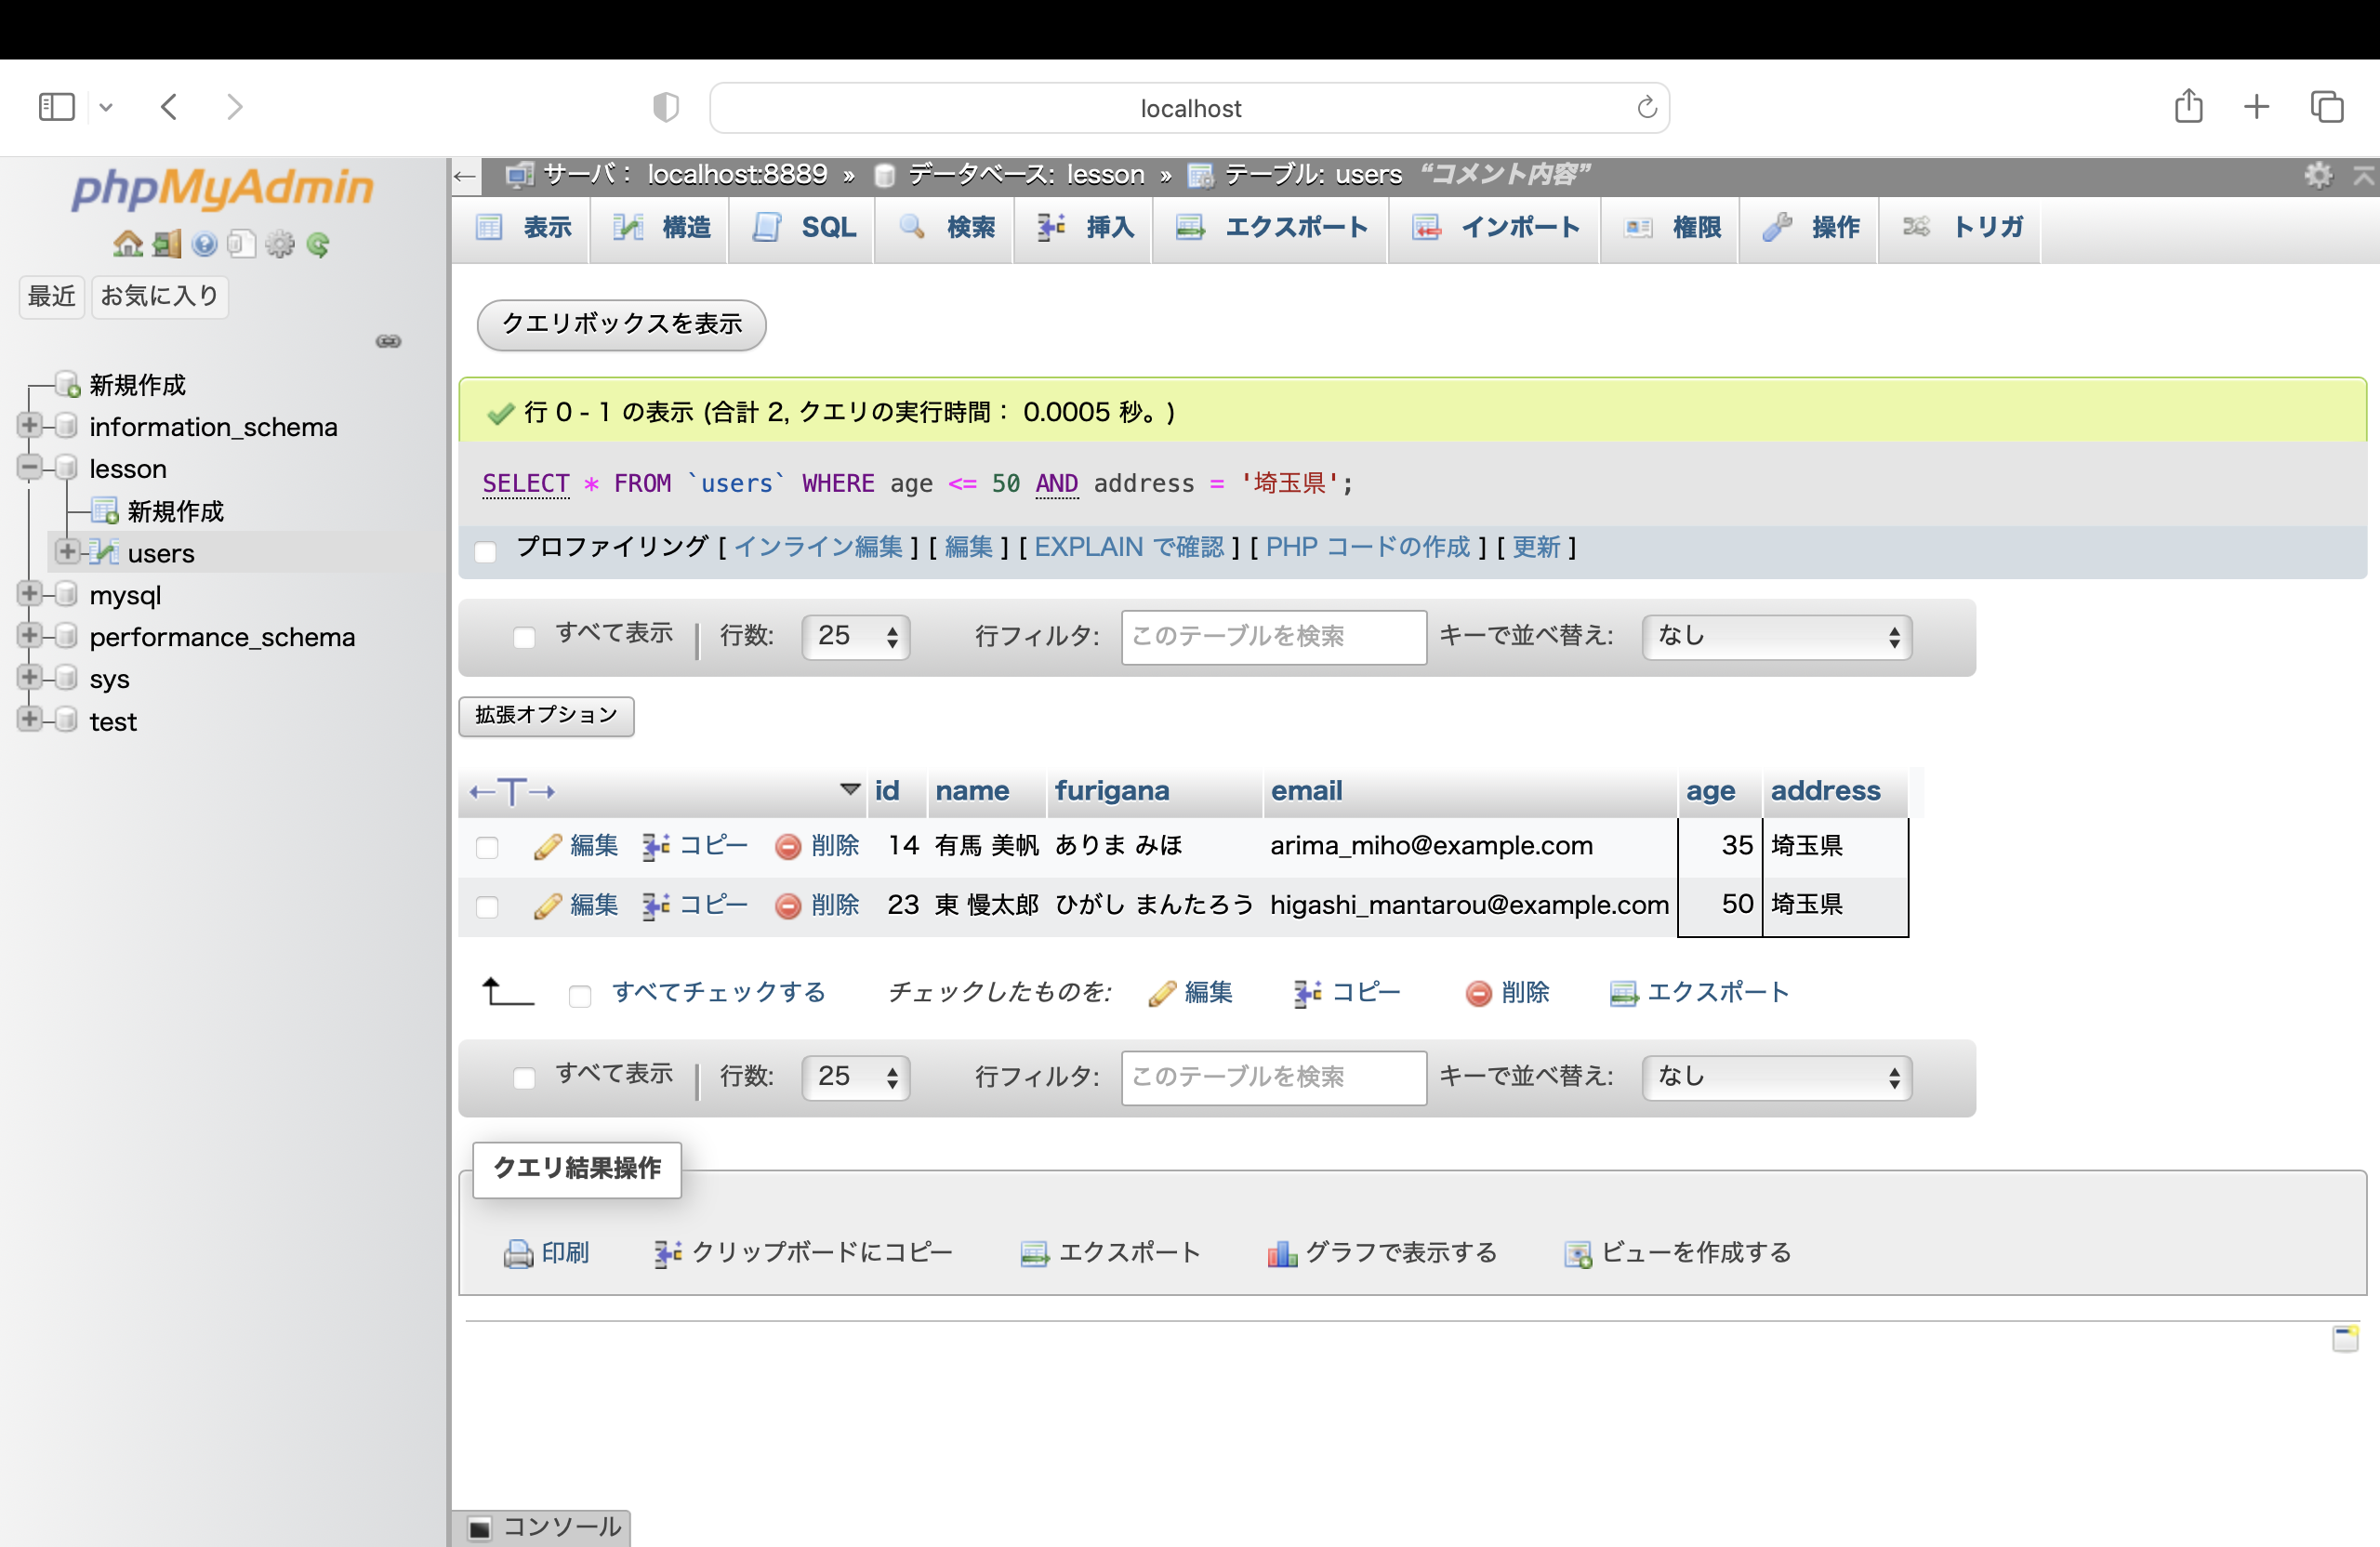 localhost
phpMyAdmin
最近 お気に入り
新規作成
information_schema
lesson
新規作成
users
mysql
performance_schema
sys
test
サーバ： localhost:8889 » データベース: lesson » テーブル: users “コメント内容”
表示 構造 SQL 検索 挿入 エクスポート インポート 権限 操作 トリガ
クエリボックスを表示
行 0 - 1 の表示 (合計 2, クエリの実行時間： 0.0005 秒。)
SELECT * FROM `users` WHERE age <= 50 AND address = '埼玉県';
プロファイリング [ インライン編集 ] [ 編集 ] [ EXPLAIN で確認 ] [ PHP コードの作成 ] [ 更新 ]
すべて表示 行数: 25 行フィルタ: このテーブルを検索 キーで並べ替え: なし
拡張オプション
←T→ id name furigana email age address
編集 コピー 削除 14 有馬 美帆 ありま みほ arima_miho@example.com 35 埼玉県
編集 コピー 削除 23 東 慢太郎 ひがし まんたろう higashi_mantarou@example.com 50 埼玉県
すべてチェックする チェックしたものを: 編集 コピー 削除 エクスポート
すべて表示 行数: 25 行フィルタ: このテーブルを検索 キーで並べ替え: なし
クエリ結果操作
印刷 クリップボードにコピー エクスポート グラフで表示する ビューを作成する
コンソール